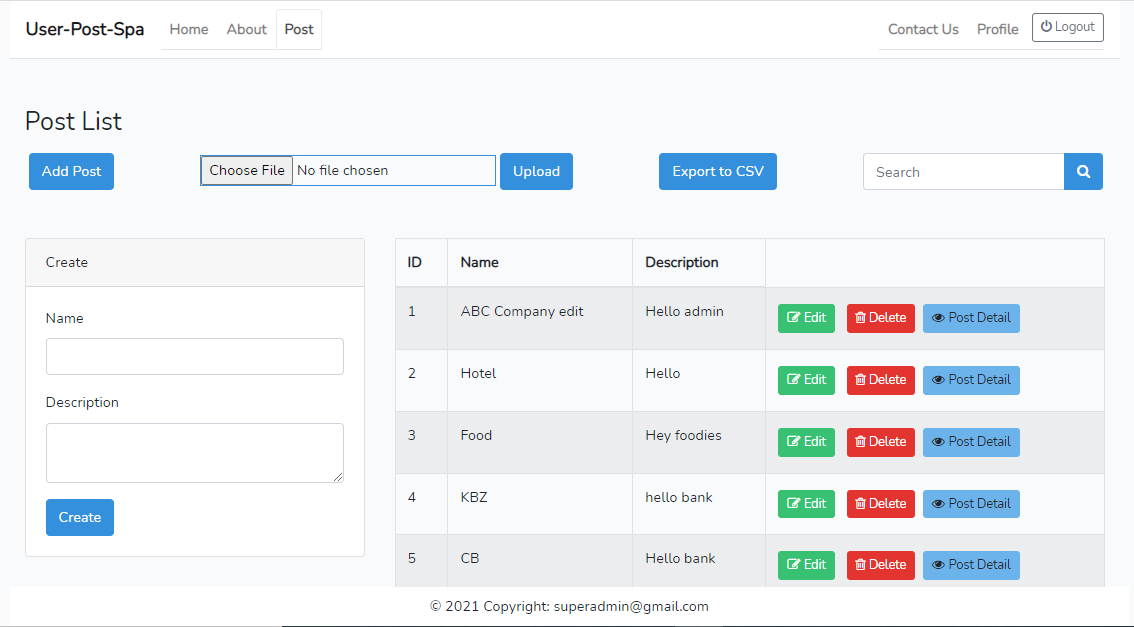 User-Post-Spa Home About Post Contact Us Profile Logout
Post List
Add Post Choose File No file chosen Upload Export to CSV Search
Create
Name
Description
Create
ID Name Description
1 ABC Company edit Hello admin Edit Delete Post Detail
2 Hotel Hello Edit Delete Post Detail
3 Food Hey foodies Edit Delete Post Detail
4 KBZ hello bank Edit Delete Post Detail
5 CB Hello bank Edit Delete Post Detail
© 2021 Copyright: superadmin@gmail.com